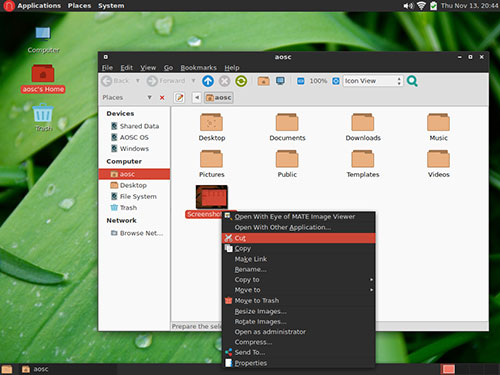 Applications Places System
Thu Nov 13, 20:44
Computer
aosc's Home
Trash
aosc
File Edit View Go Bookmarks Help
Back Forward 100% Icon View
Places aosc
Devices
Shared Data
AOSC OS
Windows
Computer
aosc
Desktop
File System
Trash
Network
Browse Net...
Desktop Documents Downloads Music
Pictures Public Templates Videos
Screensho
Open With Eye of MATE Image Viewer
Open With Other Application...
Cut
Copy
Make Link
Rename...
Copy to
Move to
Move to Trash
Resize Images...
Rotate Images...
Open as administrator
Compress...
Send To...
Properties
Prepare the sele
aosc